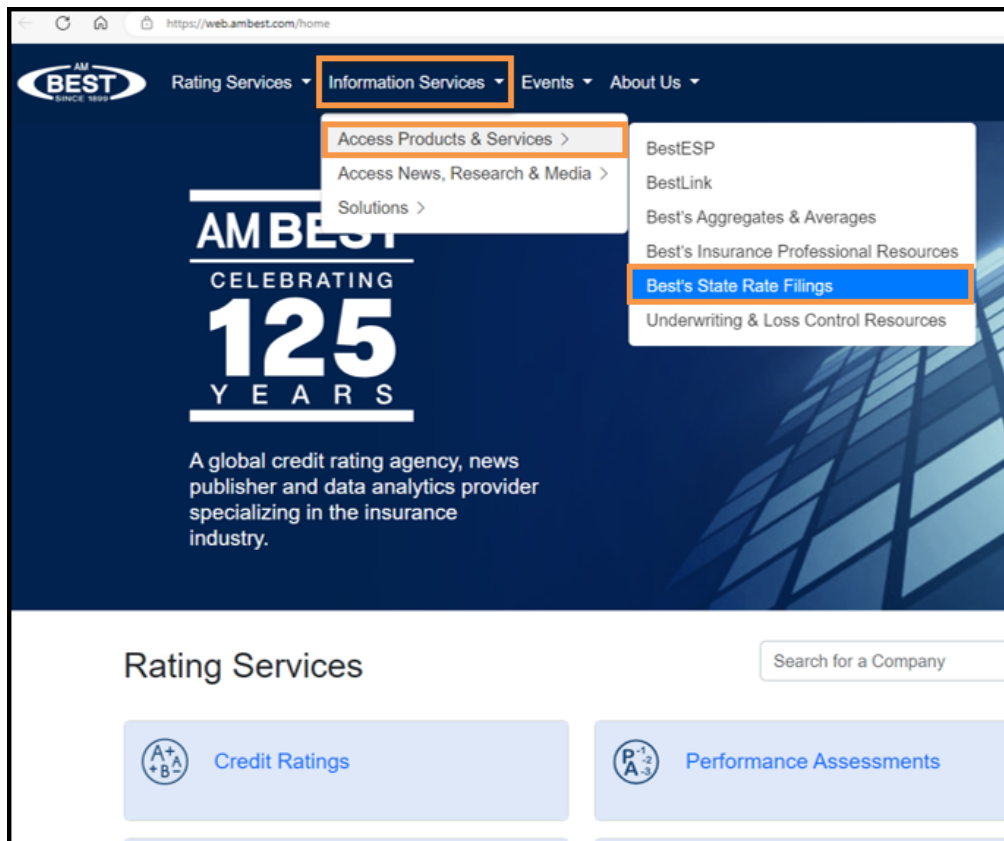 https://web.ambest.com/home
AM
BEST
SINCE 1899
Rating Services
Information Services
Events
About Us
Access Products & Services >
Access News, Research & Media >
Solutions >
BestESP
BestLink
Best's Aggregates & Averages
Best's Insurance Professional Resources
Best's State Rate Filings
Underwriting & Loss Control Resources
AM BEST
CELEBRATING
125
YEARS
A global credit rating agency, news
publisher and data analytics provider
specializing in the insurance
industry.
Rating Services
Search for a Company
A+ A
+B-
Credit Ratings
P -1
-2
A -3
Performance Assessments